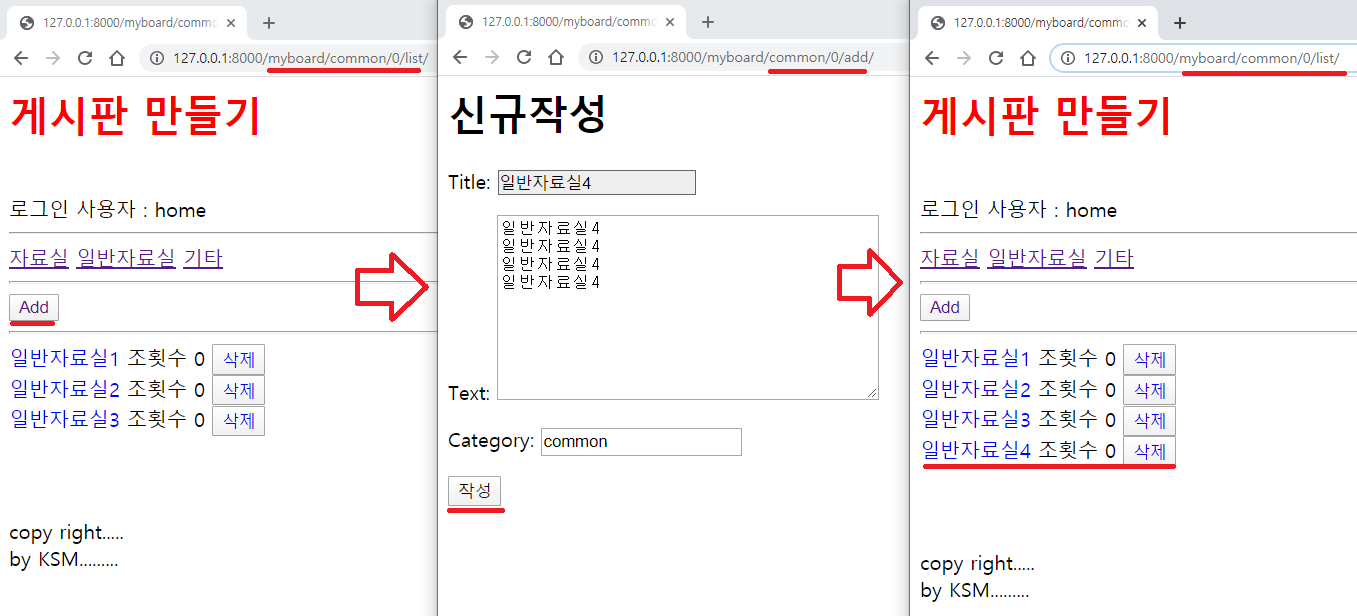 127.0.0.1:8000/myboard/comm
127.0.0.1:8000/myboard/common/0/list/
게시판 만들기
로그인 사용자 : home
자료실 일반자료실 기타
Add
일반자료실1 조횟수 0 삭제
일반자료실2 조횟수 0 삭제
일반자료실3 조횟수 0 삭제
copy right.....
by KSM.........
127.0.0.1:8000/myboard/comm
127.0.0.1:8000/myboard/common/0/add/
신규작성
Title: 일반자료실4
일반자료실4
일반자료실4
일반자료실4
일반자료실4
Text:
Category: common
작성
127.0.0.1:8000/myboard/comm
127.0.0.1:8000/myboard/common/0/list/
게시판 만들기
로그인 사용자 : home
자료실 일반자료실 기타
Add
일반자료실1 조횟수 0 삭제
일반자료실2 조횟수 0 삭제
일반자료실3 조횟수 0 삭제
일반자료실4 조횟수 0 삭제
copy right.....
by KSM.........